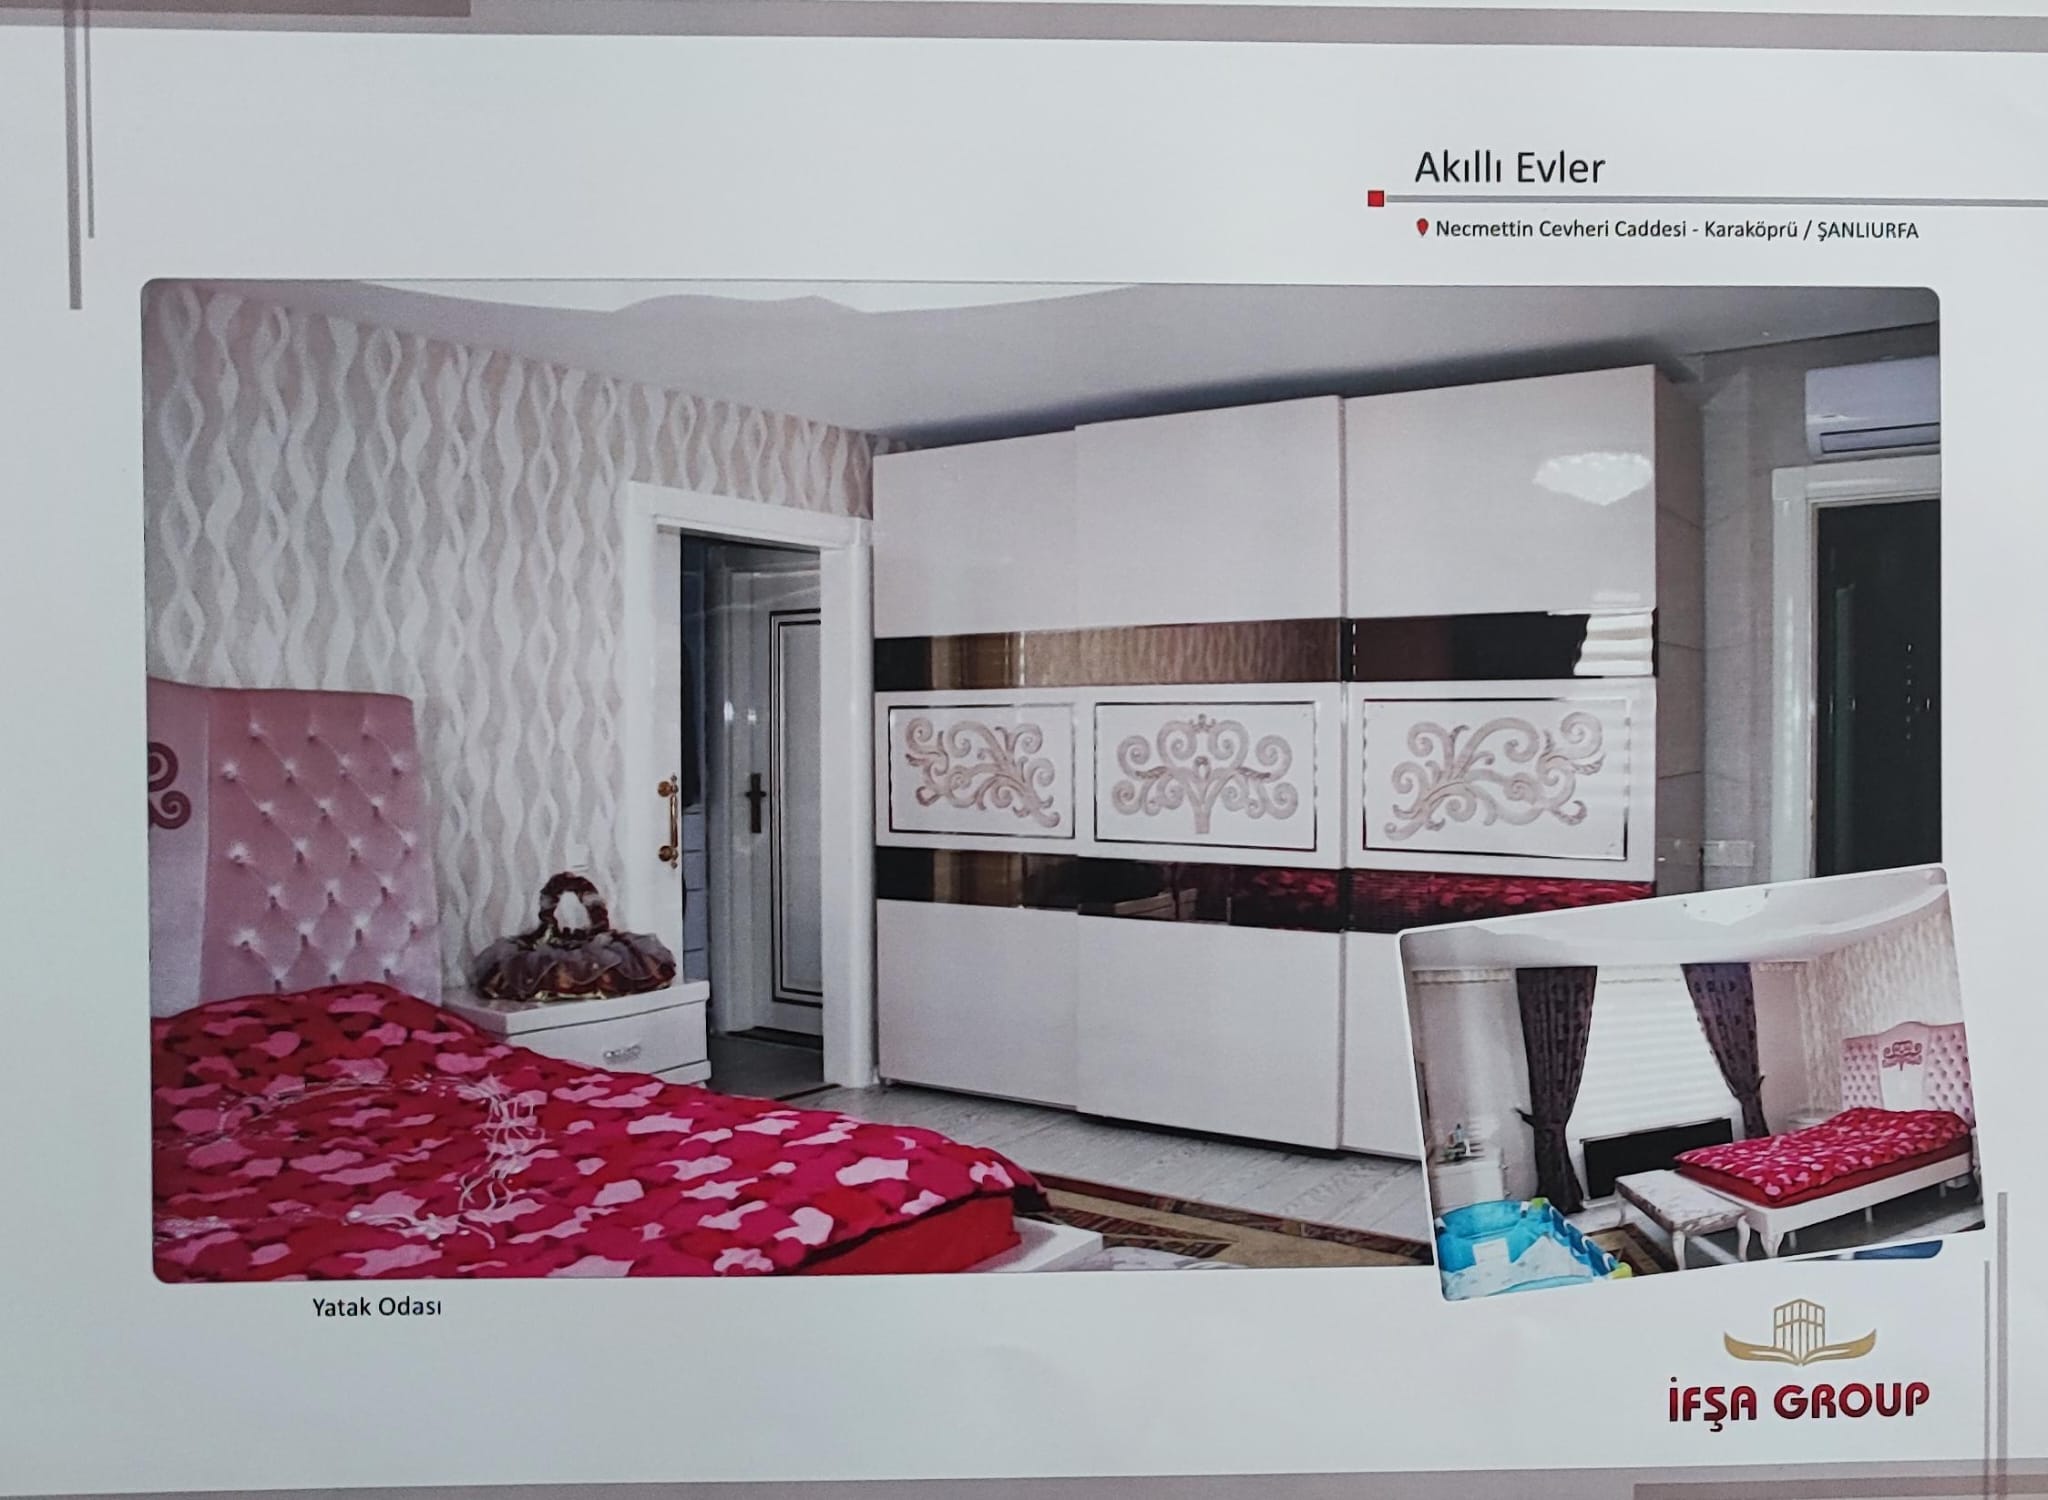 Akıllı Evler
Necmettin Cevheri Caddesi - Karaköprü / ŞANLIURFA
Yatak Odası
İFŞA GROUP